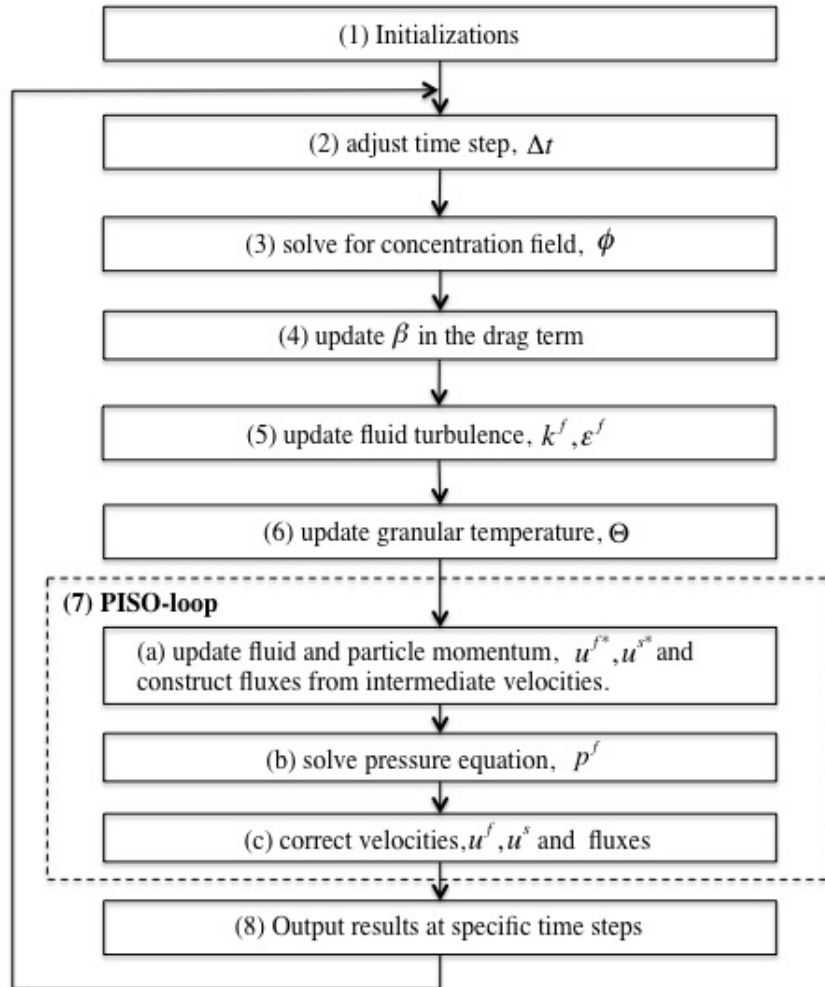 (1) Initializations
(2) adjust time step, Δt
(3) solve for concentration field, ϕ
(4) update β in the drag term
(5) update fluid turbulence, k^f, ε^f
(6) update granular temperature, Θ
(7) PISO-loop
(a) update fluid and particle momentum, u^{f*}, u^{s*} and
construct fluxes from intermediate velocities.
(b) solve pressure equation, p^f
(c) correct velocities, u^f, u^s and fluxes
(8) Output results at specific time steps